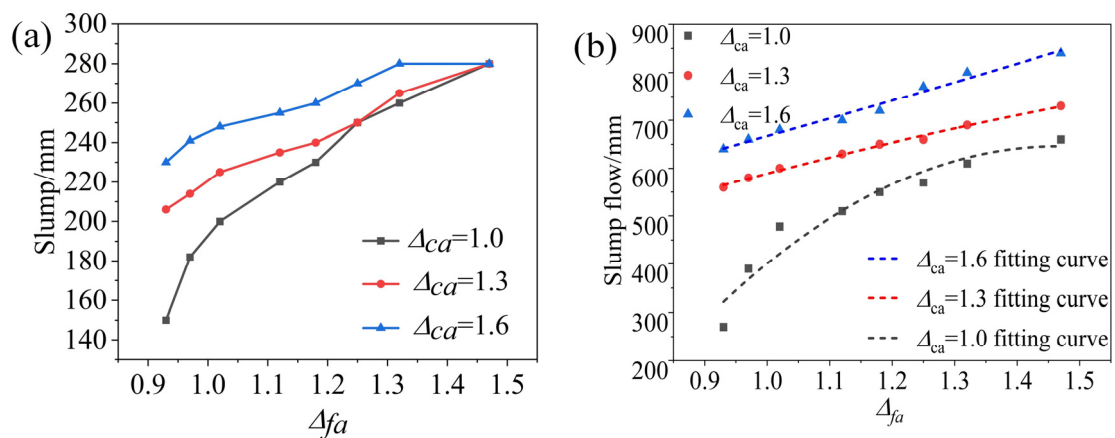 (a)
300
280
260
240
220
200
180
160
140
Slump/mm
Δca=1.0
Δca=1.3
Δca=1.6
0.9 1.0 1.1 1.2 1.3 1.4 1.5
Δfa
(b)
900
800
700
600
500
400
300
200
Slump flow/mm
Δca=1.0
Δca=1.3
Δca=1.6
Δca=1.6 fitting curve
Δca=1.3 fitting curve
Δca=1.0 fitting curve
0.9 1.0 1.1 1.2 1.3 1.4 1.5
Δfa